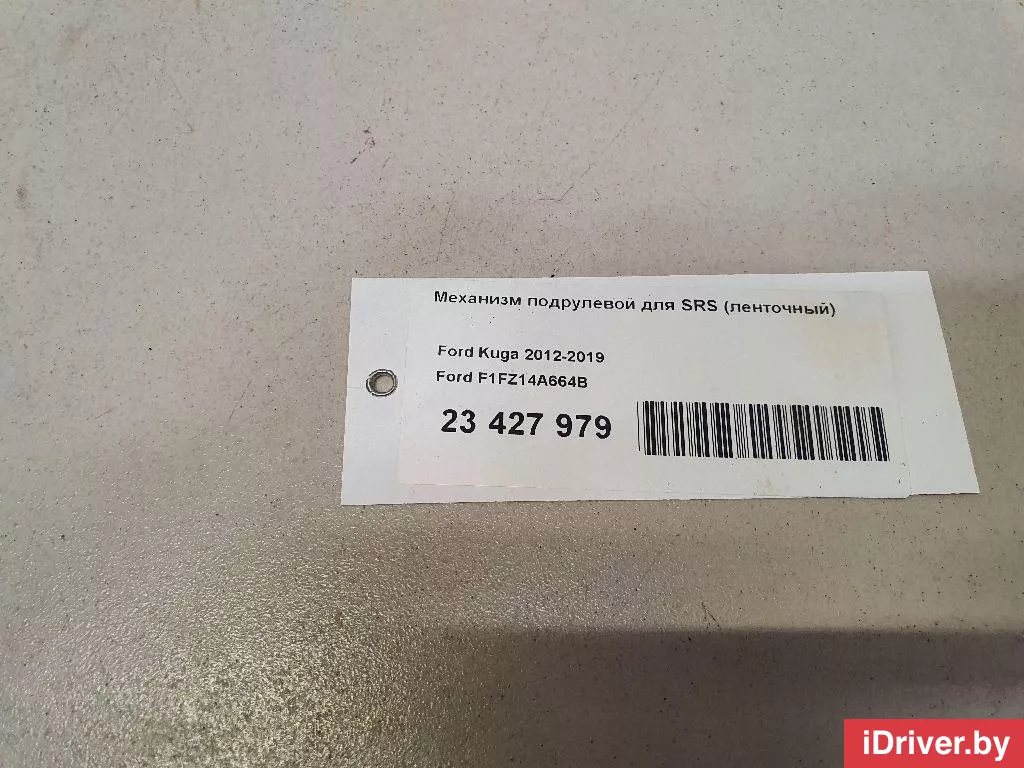 Механизм подрулевой для SRS (ленточный)
Ford Kuga 2012-2019
Ford F1FZ14A664B
23 427 979
iDriver.by